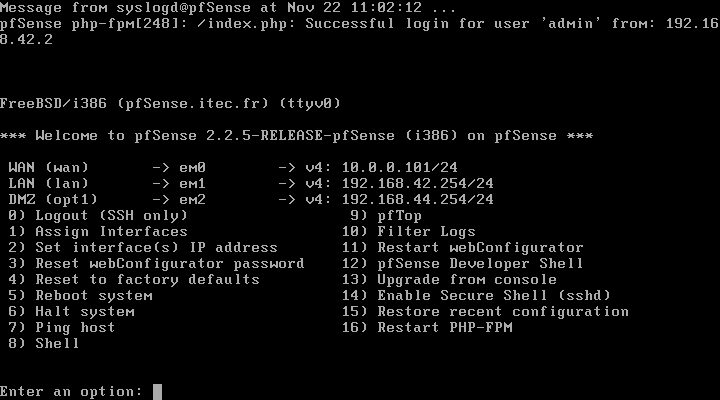 Message from syslogd@pfSense at Nov 22 11:02:12 ...
pfSense php-fpm[248]: /index.php: Successful login for user 'admin' from: 192.16
8.42.2
FreeBSD/i386 (pfSense.itec.fr) (ttyv0)
*** Welcome to pfSense 2.2.5-RELEASE-pfSense (i386) on pfSense ***
WAN (wan)       -> em0        -> v4: 10.0.0.101/24
LAN (lan)       -> em1        -> v4: 192.168.42.254/24
DMZ (opt1)      -> em2        -> v4: 192.168.44.254/24
0) Logout (SSH only)                  9) pfTop
1) Assign Interfaces                 10) Filter Logs
2) Set interface(s) IP address       11) Restart webConfigurator
3) Reset webConfigurator password    12) pfSense Developer Shell
4) Reset to factory defaults         13) Upgrade from console
5) Reboot system                     14) Enable Secure Shell (sshd)
6) Halt system                       15) Restore recent configuration
7) Ping host                         16) Restart PHP-FPM
8) Shell
Enter an option: